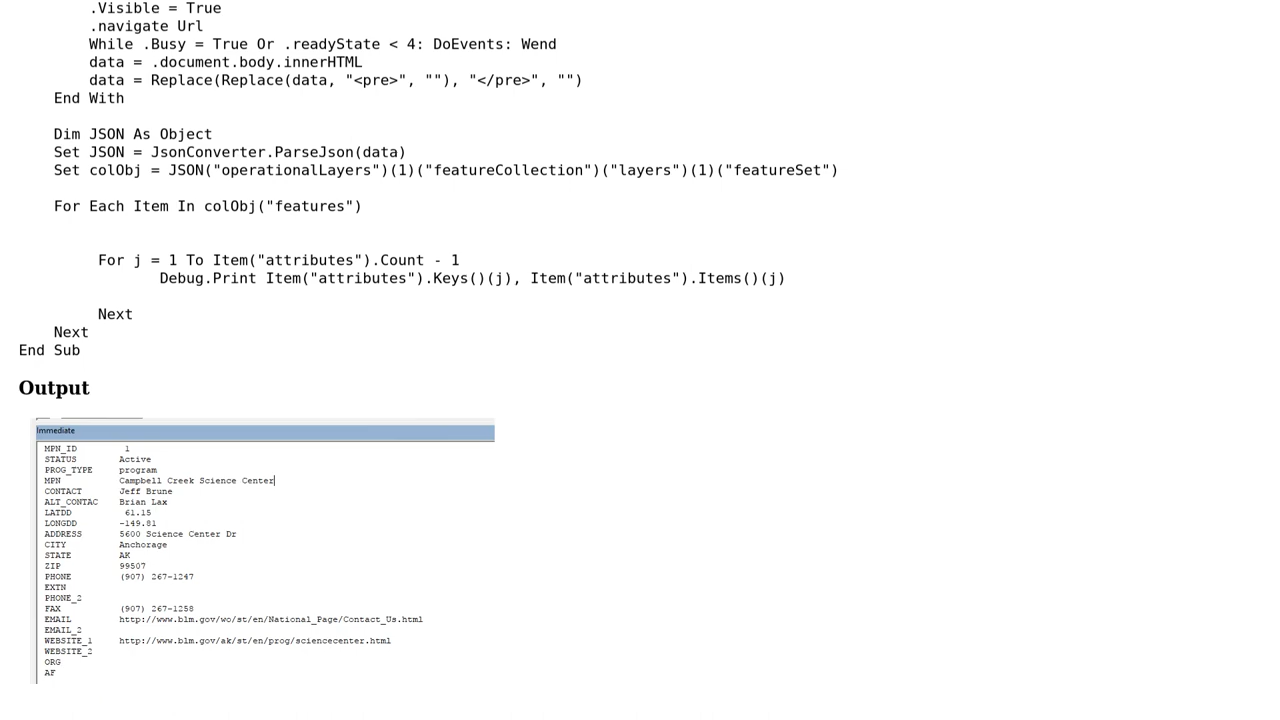 .Visible = True
.navigate Url
While .Busy = True Or .readyState < 4: DoEvents: Wend
data = .document.body.innerHTML
data = Replace(Replace(data, "<pre>", ""), "</pre>", "")
End With
Dim JSON As Object
Set JSON = JsonConverter.ParseJson(data)
Set colObj = JSON("operationalLayers")(1)("featureCollection")("layers")(1)("featureSet")
For Each Item In colObj("features")
For j = 1 To Item("attributes").Count - 1
Debug.Print Item("attributes").Keys()(j), Item("attributes").Items()(j)
Next
Next
End Sub
Output
Immediate
MPN_ID 1
STATUS Active
PROG_TYPE program
MPN Campbell Creek Science Center
CONTACT Jeff Brune
ALT_CONTAC Brian Lax
LATDD 61.15
LONGDD -149.81
ADDRESS 5600 Science Center Dr
CITY Anchorage
STATE AK
ZIP 99507
PHONE (907) 267-1247
EXTN
PHONE_2
FAX (907) 267-1258
EMAIL http://www.blm.gov/wo/st/en/National_Page/Contact_Us.html
EMAIL_2
WEBSITE_1 http://www.blm.gov/ak/st/en/prog/sciencecenter.html
WEBSITE_2
ORG
AF